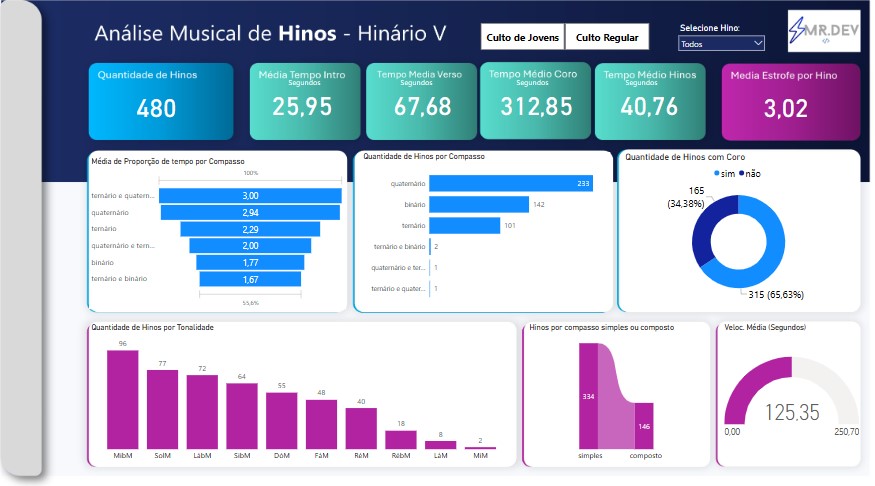 Análise Musical de Hinos - Hinário V
Culto de Jovens
Culto Regular
Selecione Hino:
Todos
MR.DEV
</>
Quantidade de Hinos
480
Média Tempo Intro
Segundos
25,95
Tempo Media Verso
Segundos
67,68
Tempo Médio Coro
Segundos
312,85
Tempo Médio Hinos
Segundos
40,76
Media Estrofe por Hino
3,02
Média de Proporção de tempo por Compasso
100%
ternário e quatern... 3,00
quaternário 2,94
ternário 2,29
quaternário e tern... 2,00
binário 1,77
ternário e binário 1,67
55,6%
Quantidade de Hinos por Compasso
quaternário 233
binário 142
ternário 101
ternário e binário 2
quaternário e ter... 1
ternário e quater... 1
Quantidade de Hinos com Coro
sim não
165
(34,38%)
315 (65,63%)
Quantidade de Hinos por Tonalidade
96 77 72 64 55 48 40 18 8 2
MibM SolM LábM SibM DóM FáM RéM RébM LáM MiM
Hinos por compasso simples ou composto
334 146
simples composto
Veloc. Média (Segundos)
125,35
0,00 250,70